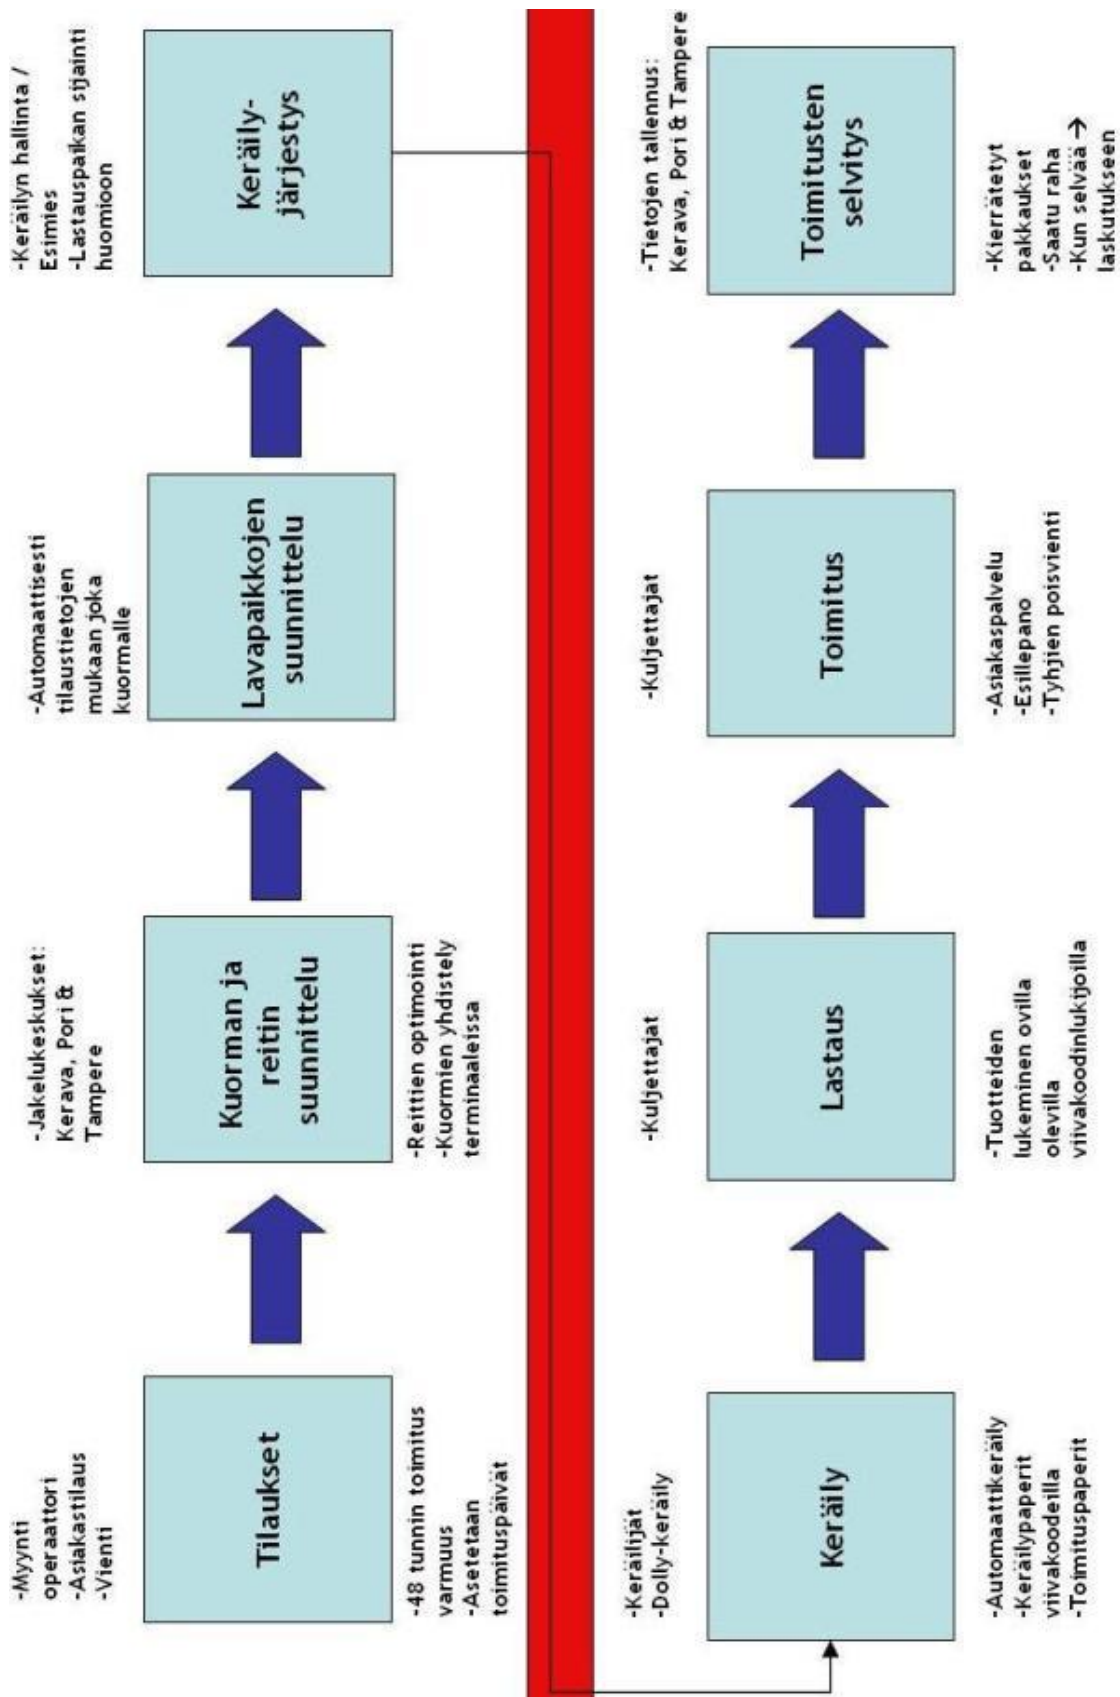 -Myynti
operaattori
-Asiakastilaus
-Vienti
Tilaukset
-48 tunnin toimitus
varmuus
-Asetetaan
toimituspäivät
-Jakelukeskukset:
Kerava, Pori &
Tampere
Kuorman ja
reitin
suunnittelu
-Reittien optimointi
-Kuormien yhdistely
terminaaleissa
-Automaattisesti
tilaustietojen
mukaan joka
kuormalle
Lavapaikkojen
suunnittelu
-Keräilyn hallinta /
Esimies
-Lastauspaikan sijainti
huomioon
Keräily-
järjestys
-Keräilijät
-Dolly-keräily
Keräily
-Automaattikeräily
-Keräilypaperit
viivakoodeilla
-Toimituspaperit
-Kuljettajat
Lastaus
-Tuotteiden
lukeminen ovilla
olevilla
viivakoodinlukijoilla
-Kuljettajat
Toimitus
-Asiakaspalvelu
-Esillepano
-Tyhjien poisvienti
-Tietojen tallennus:
Kerava, Pori & Tampere
Toimitusten
selvitys
-Kierrätetyt
pakkaukset
-Saatu raha
-Kun selvää →
laskutukseen